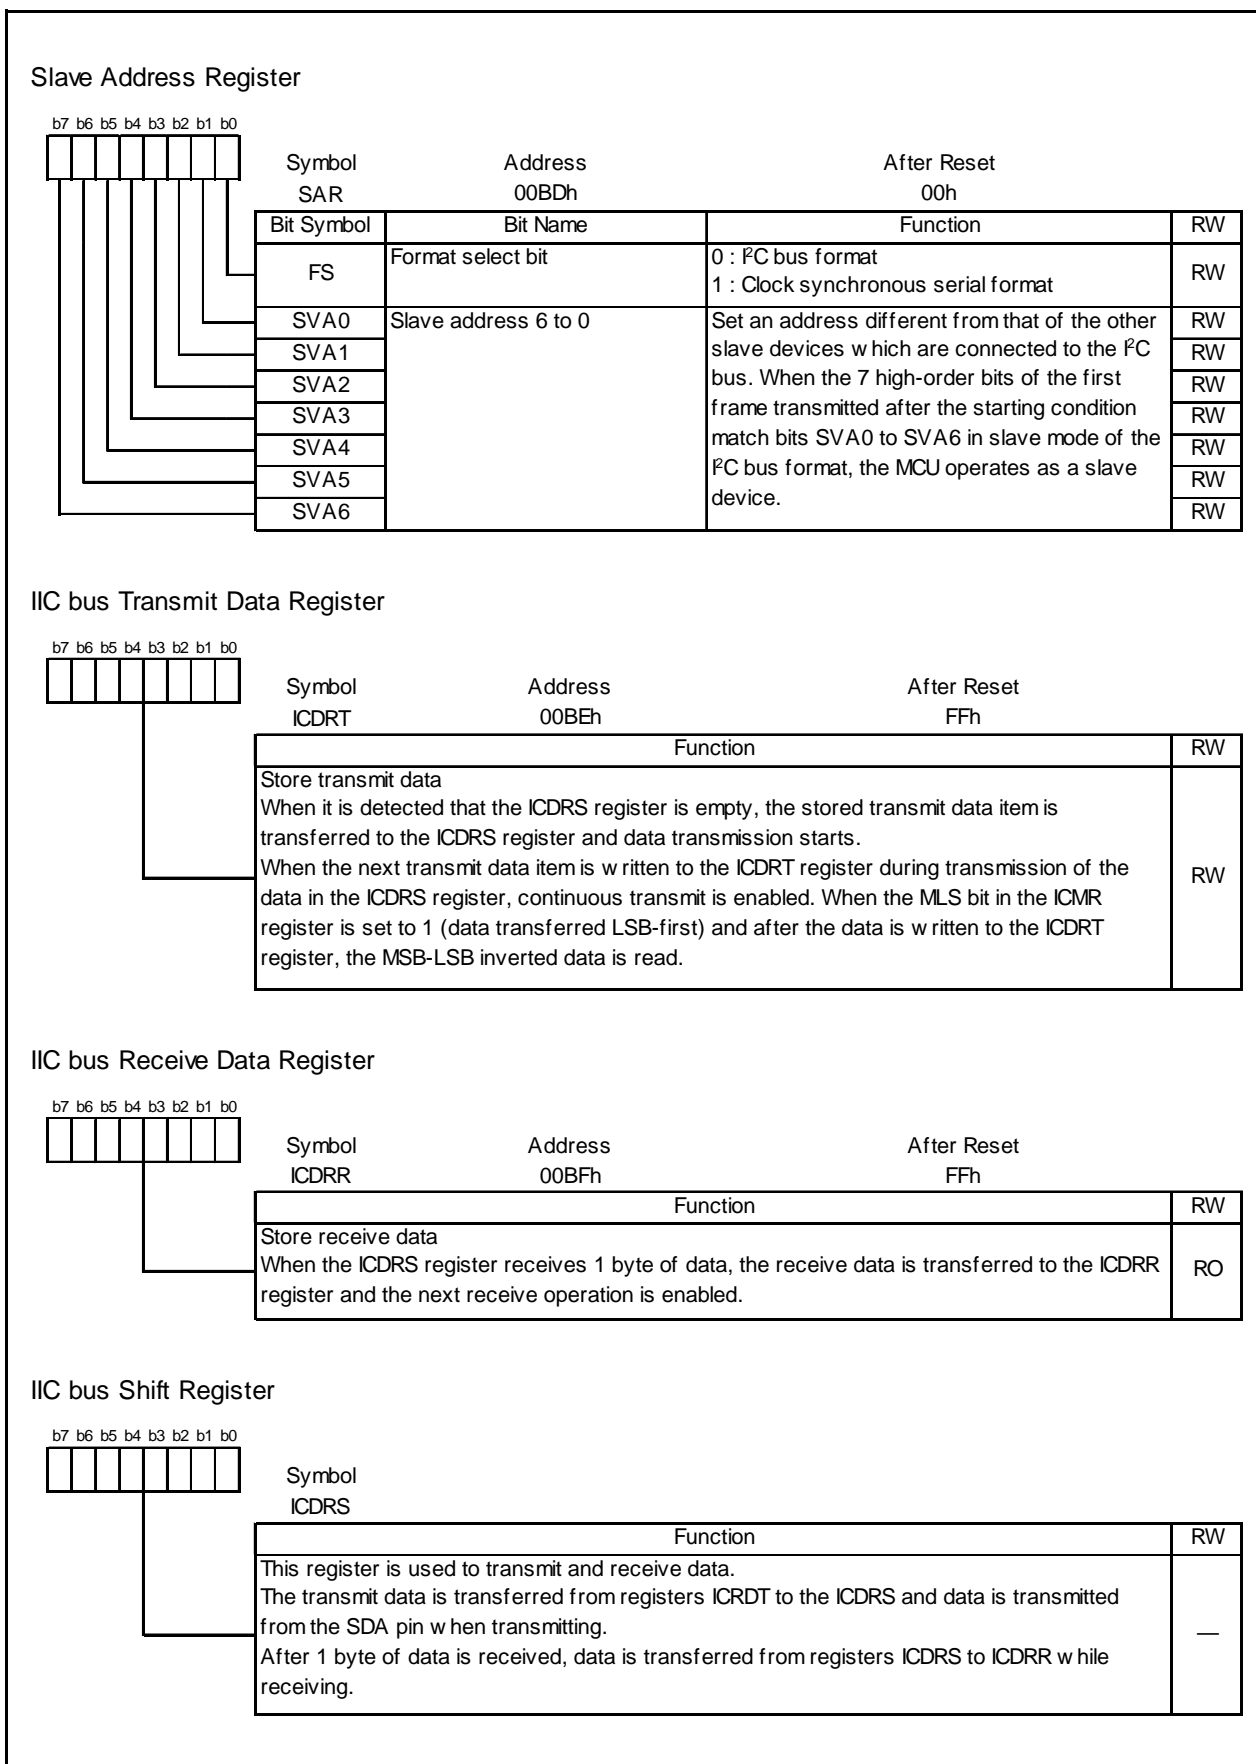 Slave Address Register
b7 b6 b5 b4 b3 b2 b1 b0
Symbol Address After Reset
SAR 00BDh 00h
Bit Symbol Bit Name Function RW
FS Format select bit 0 : I²C bus format RW
1 : Clock synchronous serial format
SVA0 Slave address 6 to 0 Set an address different from that of the other RW
SVA1 slave devices which are connected to the I²C RW
SVA2 bus. When the 7 high-order bits of the first RW
SVA3 frame transmitted after the starting condition RW
SVA4 match bits SVA0 to SVA6 in slave mode of the RW
SVA5 I²C bus format, the MCU operates as a slave RW
SVA6 device. RW
IIC bus Transmit Data Register
b7 b6 b5 b4 b3 b2 b1 b0
Symbol Address After Reset
ICDRT 00BEh FFh
Function RW
Store transmit data
When it is detected that the ICDRS register is empty, the stored transmit data item is
transferred to the ICDRS register and data transmission starts.
When the next transmit data item is written to the ICDRT register during transmission of the RW
data in the ICDRS register, continuous transmit is enabled. When the MLS bit in the ICMR
register is set to 1 (data transferred LSB-first) and after the data is written to the ICDRT
register, the MSB-LSB inverted data is read.
IIC bus Receive Data Register
b7 b6 b5 b4 b3 b2 b1 b0
Symbol Address After Reset
ICDRR 00BFh FFh
Function RW
Store receive data
When the ICDRS register receives 1 byte of data, the receive data is transferred to the ICDRR RO
register and the next receive operation is enabled.
IIC bus Shift Register
b7 b6 b5 b4 b3 b2 b1 b0
Symbol
ICDRS
Function RW
This register is used to transmit and receive data.
The transmit data is transferred from registers ICRDT to the ICDRS and data is transmitted
from the SDA pin when transmitting. —
After 1 byte of data is received, data is transferred from registers ICDRS to ICDRR while
receiving.